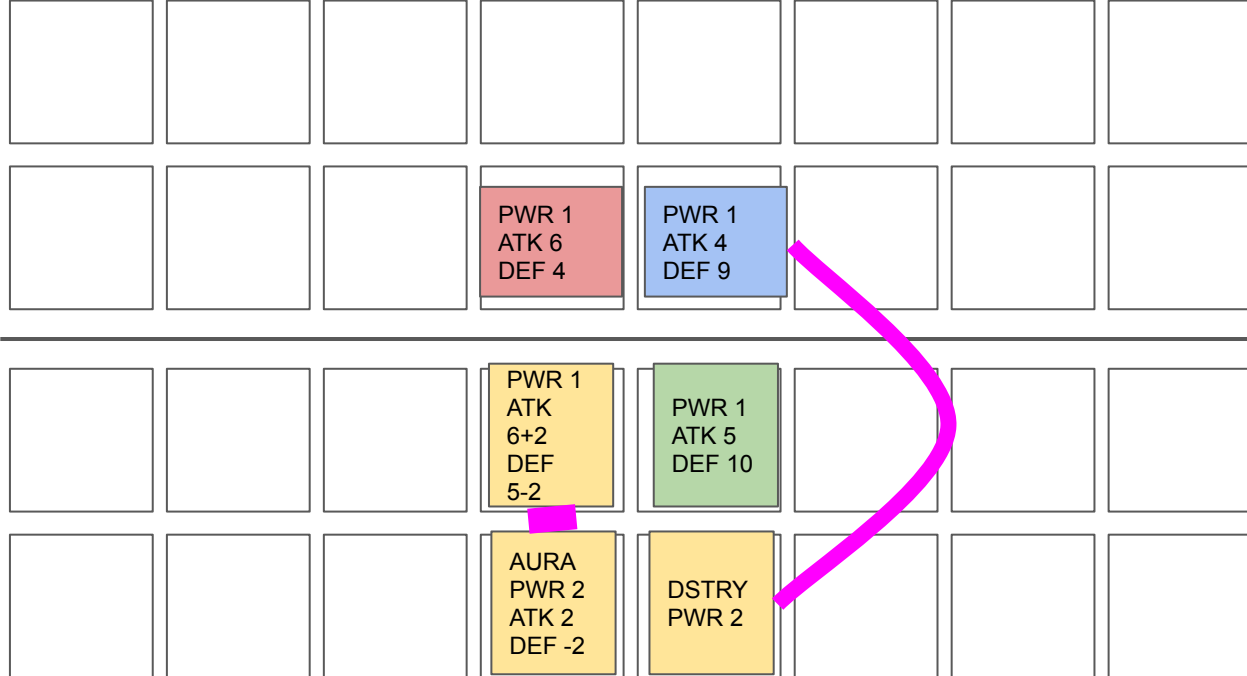 PWR 1
ATK 6
DEF 4
PWR 1
ATK 4
DEF 9
PWR 1
ATK
6+2
DEF
5-2
PWR 1
ATK 5
DEF 10
AURA
PWR 2
ATK 2
DEF -2
DSTRY
PWR 2